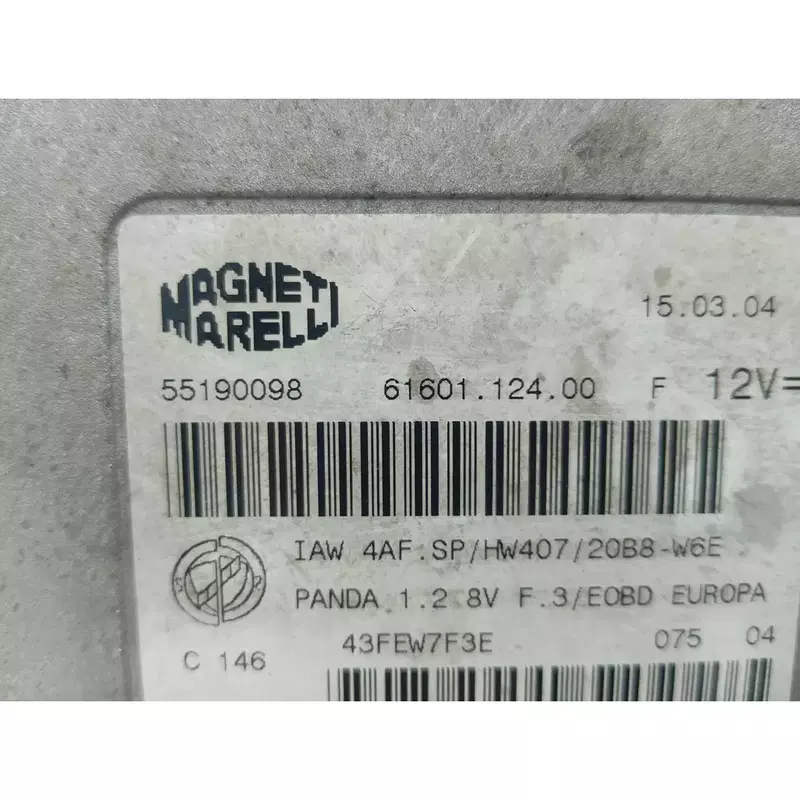 MAGNETI
MARELLI
15.03.04
55190098 61601.124.00 F 12V=
IAW 4AF.SP/HW407/20B8-W6E
PANDA 1.2 8V F.3/EOBD EUROPA
43FEW7F3E 075 04
C 146